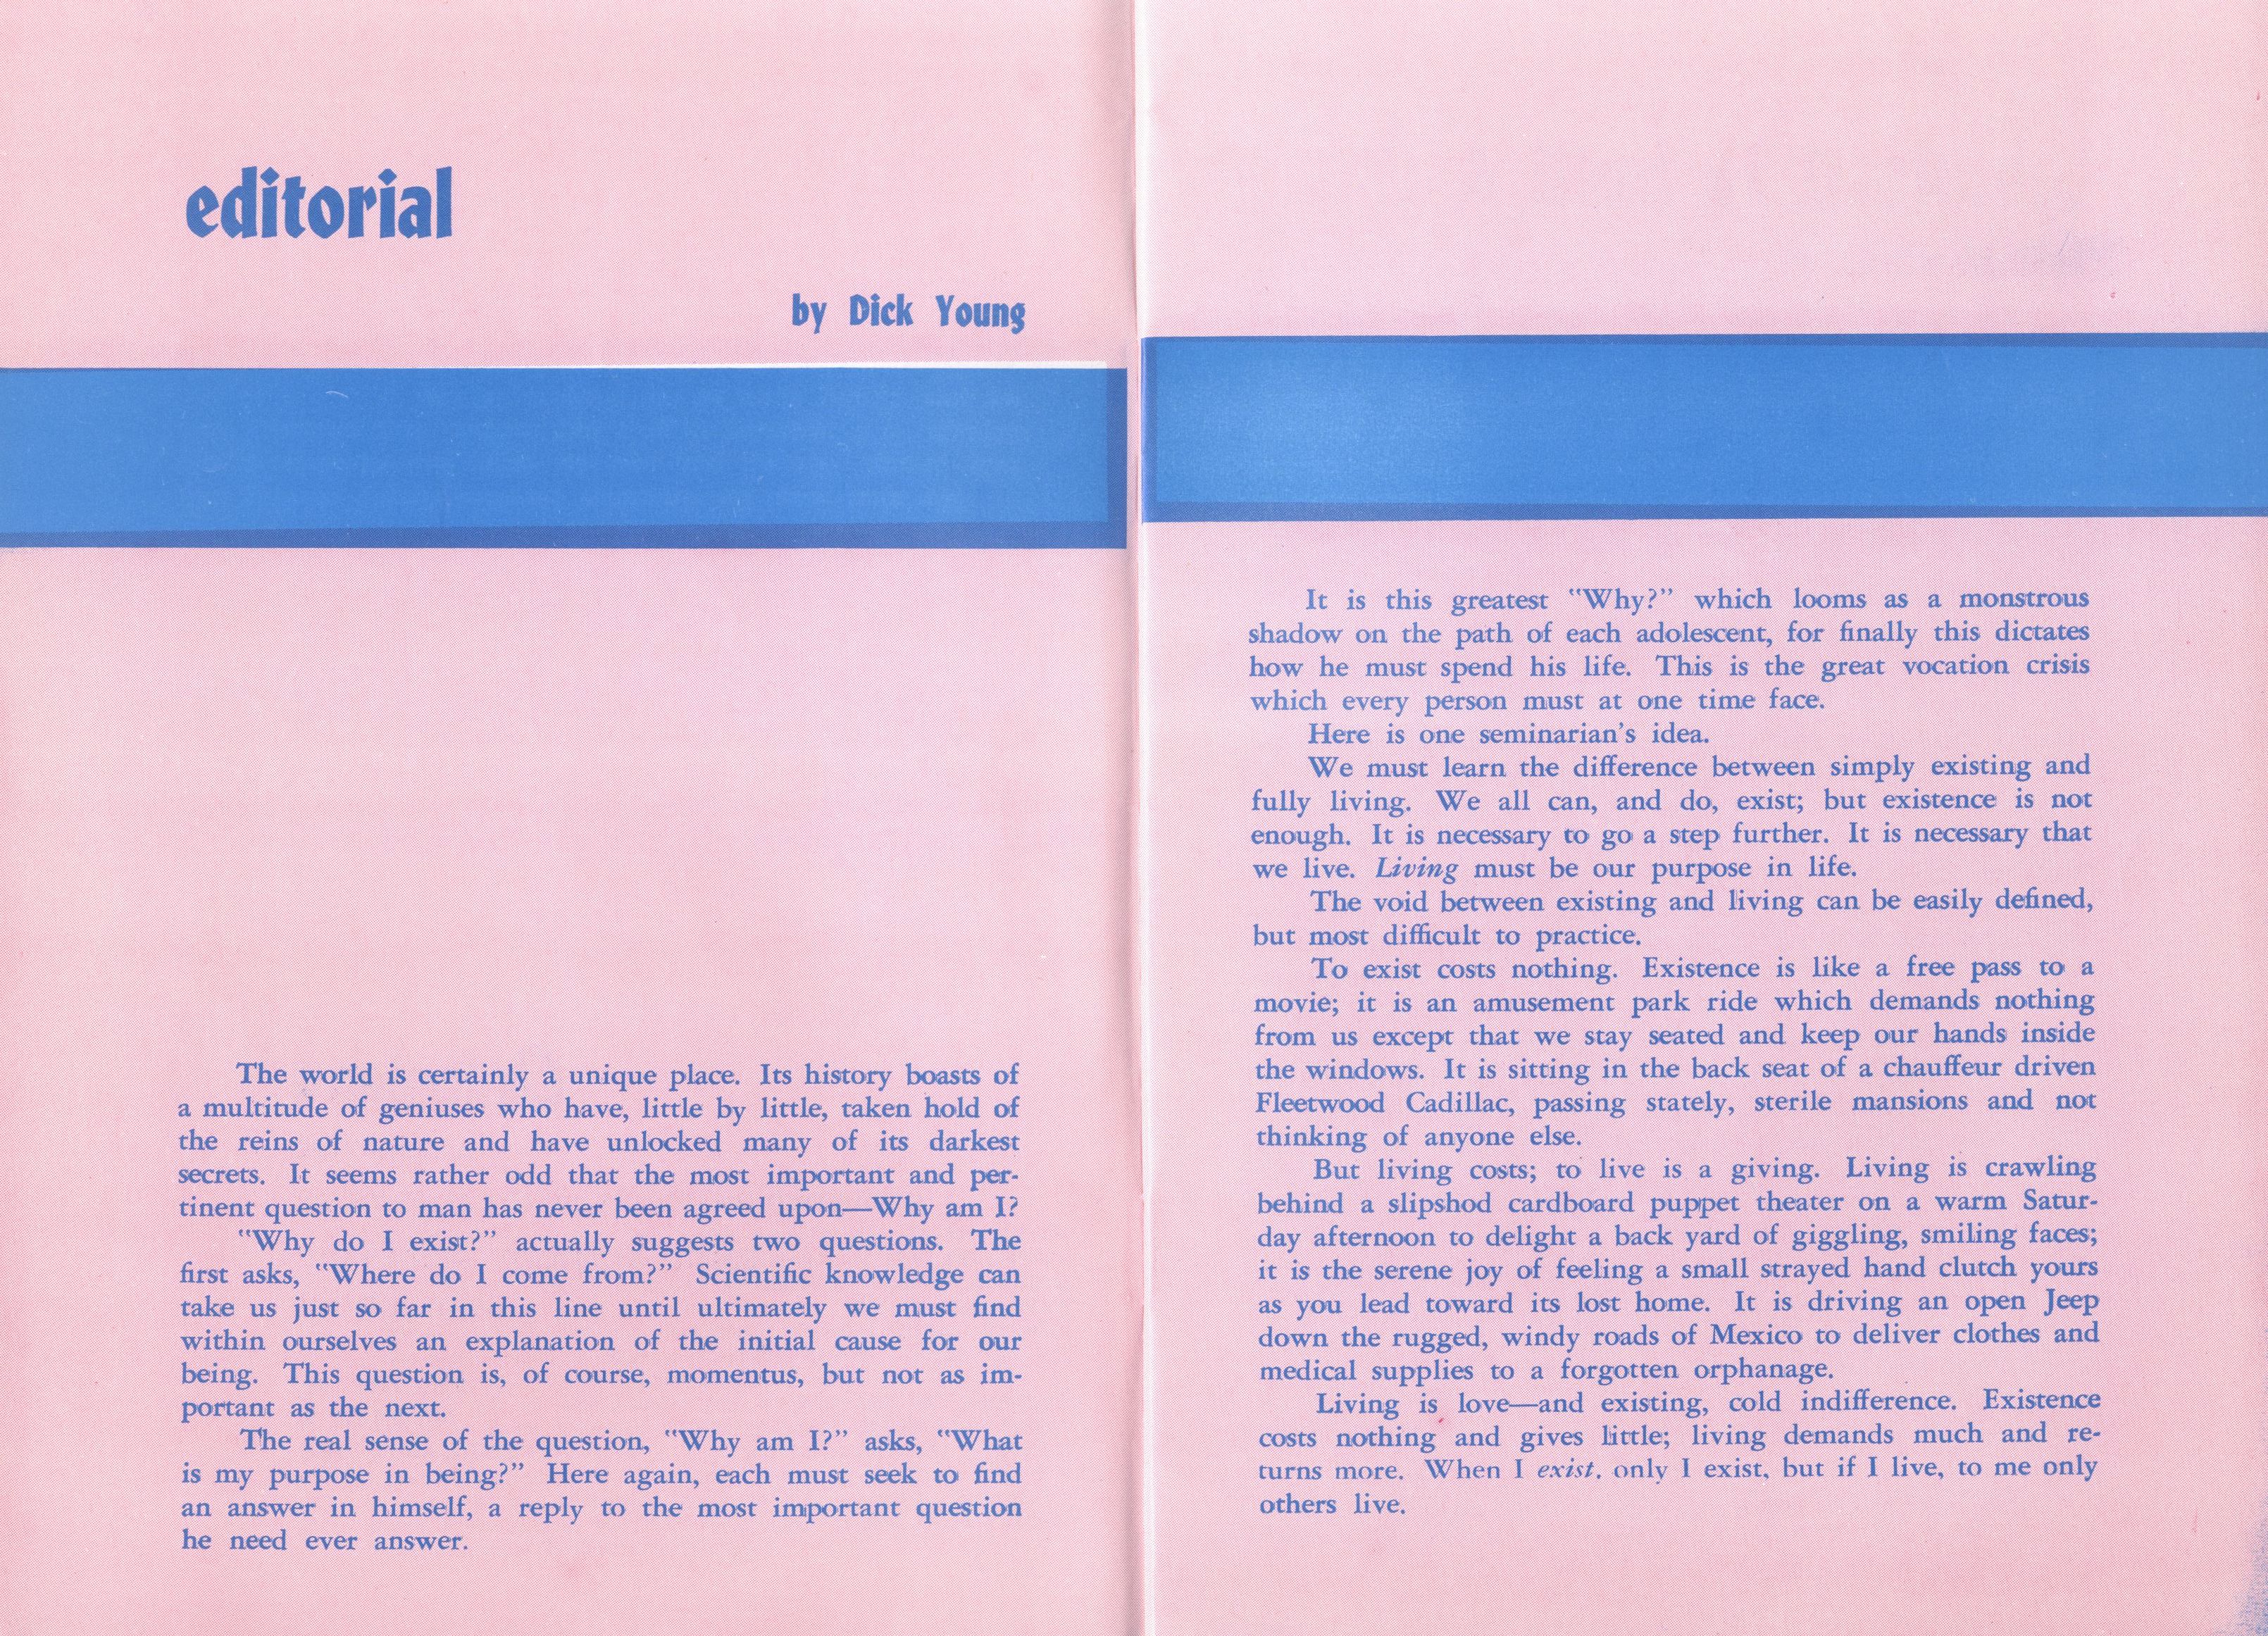 editorial
by Dick Young
The world is certainly a unique place. Its history boasts of
a multitude of geniuses who have, little by little, taken hold of
the reins of nature and have unlocked many of its darkest
secrets. It seems rather odd that the most important and per-
tinent question to man has never been agreed upon—Why am I?
"Why do I exist?" actually suggests two questions. The
first asks, "Where do I come from?" Scientific knowledge can
take us just so far in this line until ultimately we must find
within ourselves an explanation of the initial cause for our
being. This question is, of course, momentus, but not as im-
portant as the next.
The real sense of the question, "Why am I?" asks, "What
is my purpose in being?" Here again, each must seek to find
an answer in himself, a reply to the most important question
he need ever answer.
It is this greatest "Why?" which looms as a monstrous
shadow on the path of each adolescent, for finally this dictates
how he must spend his life. This is the great vocation crisis
which every person must at one time face.
Here is one seminarian's idea.
We must learn the difference between simply existing and
fully living. We all can, and do, exist; but existence is not
enough. It is necessary to go a step further. It is necessary that
we live. Living must be our purpose in life.
The void between existing and living can be easily defined,
but most difficult to practice.
To exist costs nothing. Existence is like a free pass to a
movie; it is an amusement park ride which demands nothing
from us except that we stay seated and keep our hands inside
the windows. It is sitting in the back seat of a chauffeur driven
Fleetwood Cadillac, passing stately, sterile mansions and not
thinking of anyone else.
But living costs; to live is a giving. Living is crawling
behind a slipshod cardboard puppet theater on a warm Satur-
day afternoon to delight a back yard of giggling, smiling faces;
it is the serene joy of feeling a small strayed hand clutch yours
as you lead toward its lost home. It is driving an open Jeep
down the rugged, windy roads of Mexico to deliver clothes and
medical supplies to a forgotten orphanage.
Living is love—and existing, cold indifference. Existence
costs nothing and gives little; living demands much and re-
turns more. When I exist, only I exist, but if I live, to me only
others live.